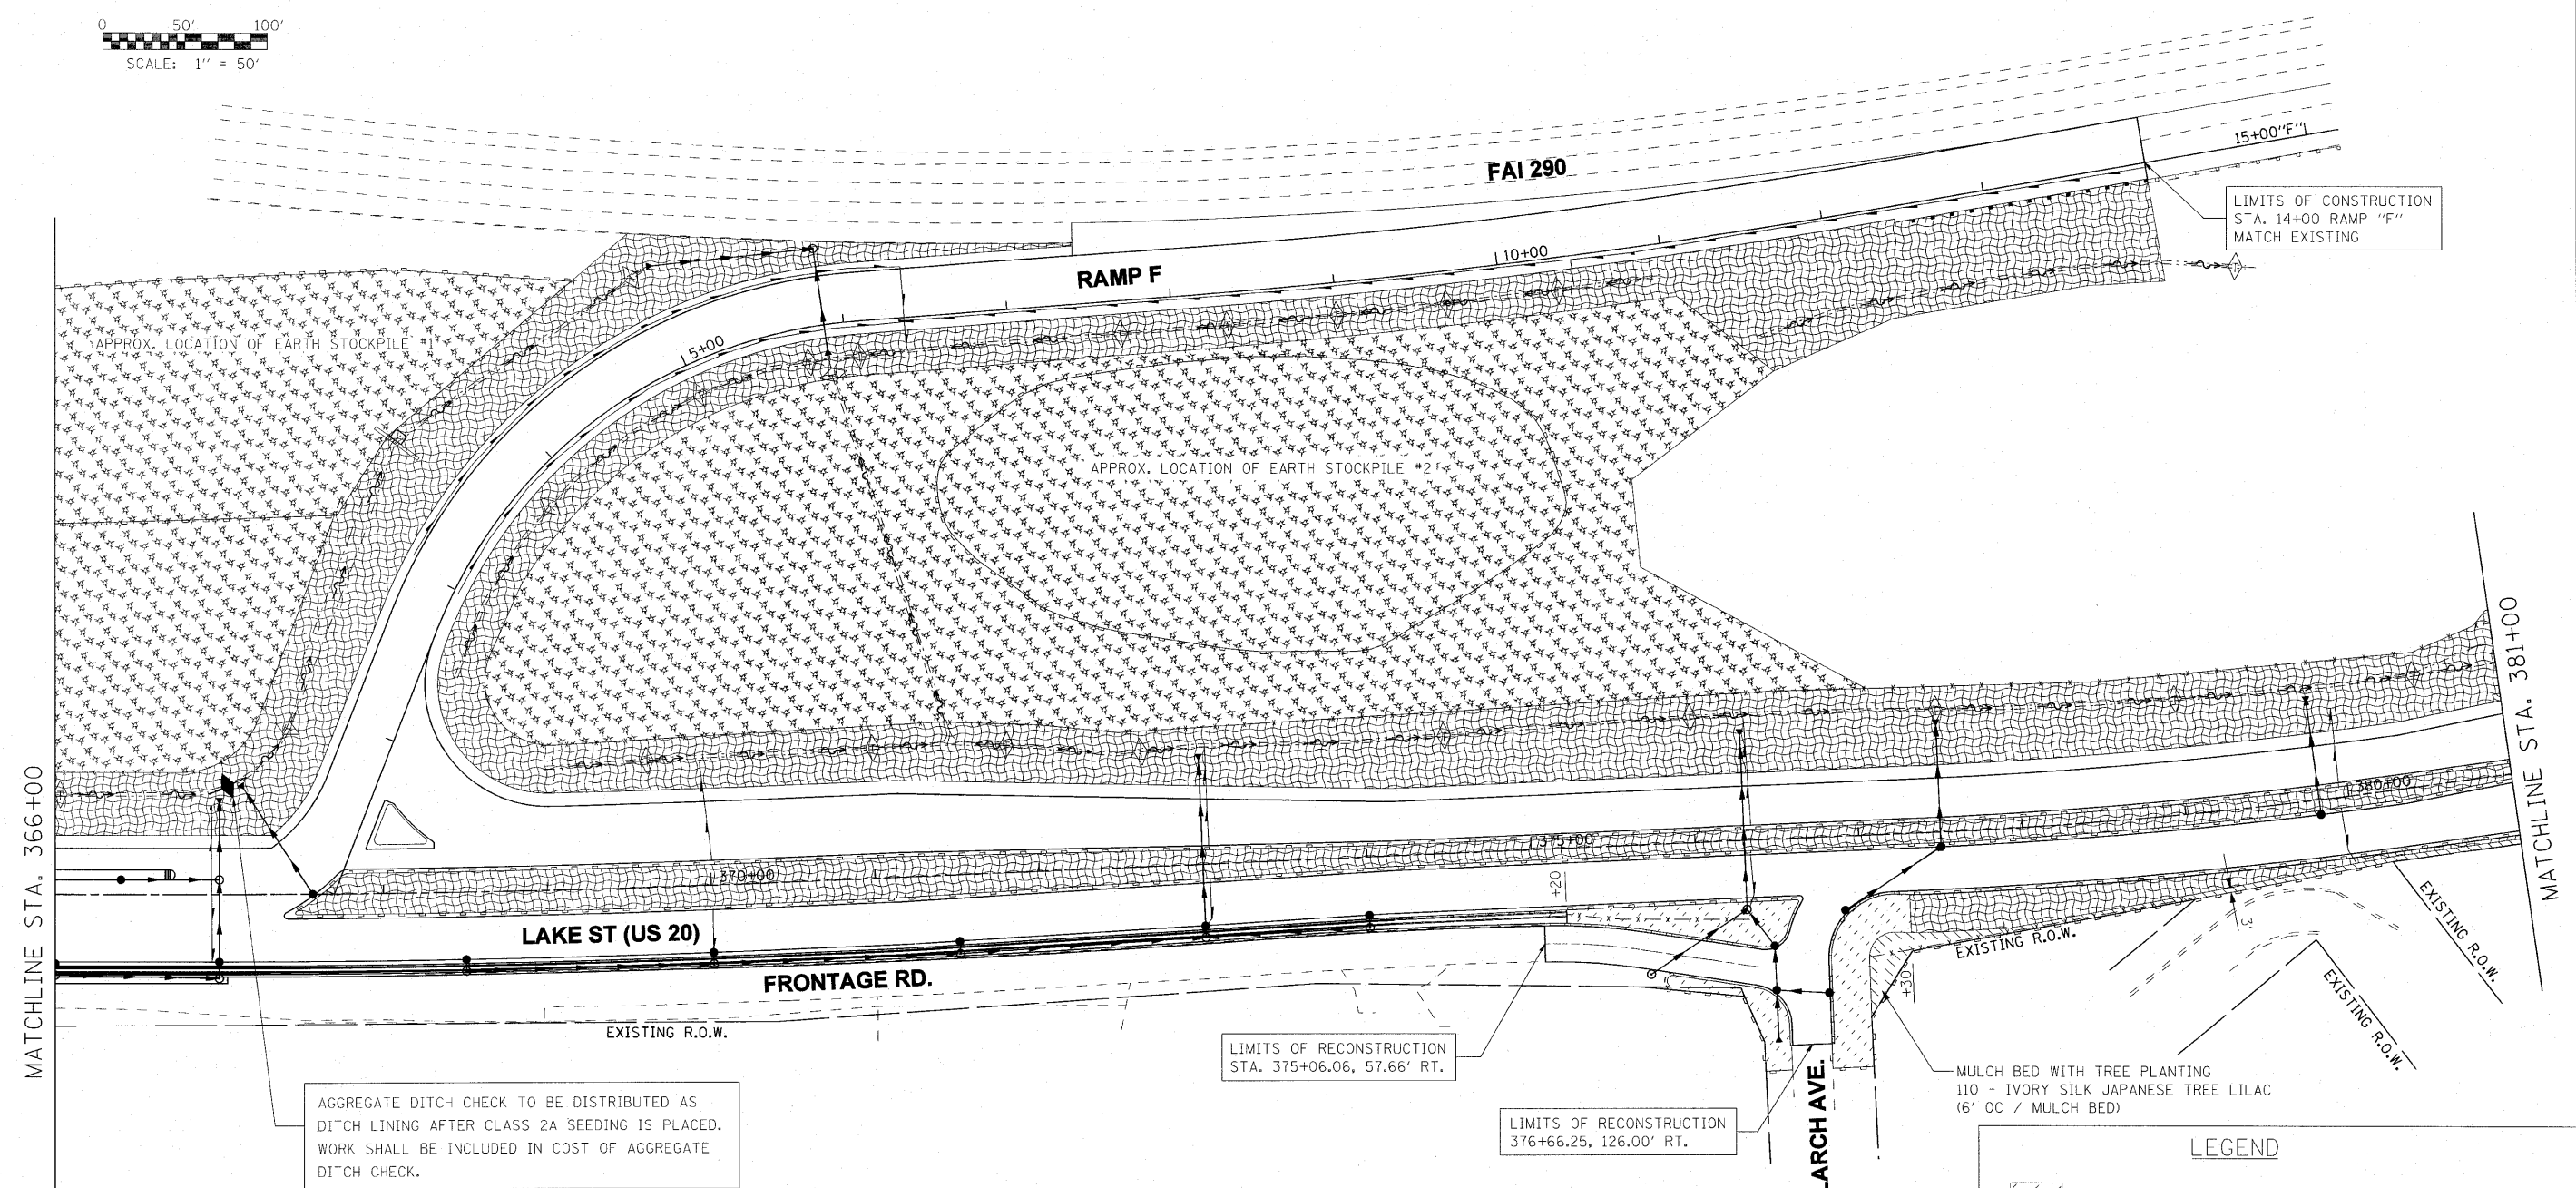 0 50' 100'
SCALE: 1" = 50'
FAI 290
15+00"F"
LIMITS OF CONSTRUCTION
STA. 14+00 RAMP "F"
MATCH EXISTING
10+00
RAMP F
5+00
APPROX. LOCATION OF EARTH STOCKPILE #1
APPROX. LOCATION OF EARTH STOCKPILE #2
MATCHLINE STA. 366+00
MATCHLINE STA. 381+00
380+00
375+00
370+00
+20
LAKE ST (US 20)
FRONTAGE RD.
EXISTING R.O.W.
EXISTING R.O.W.
EXISTING R.O.W.
EXISTING R.O.W.
3'
+30
LIMITS OF RECONSTRUCTION
STA. 375+06.06, 57.66' RT.
MULCH BED WITH TREE PLANTING
110 - IVORY SILK JAPANESE TREE LILAC
(6' OC / MULCH BED)
AGGREGATE DITCH CHECK TO BE DISTRIBUTED AS
DITCH LINING AFTER CLASS 2A SEEDING IS PLACED.
WORK SHALL BE INCLUDED IN COST OF AGGREGATE
DITCH CHECK.
LIMITS OF RECONSTRUCTION
376+66.25, 126.00' RT.
LARCH AVE.
LEGEND